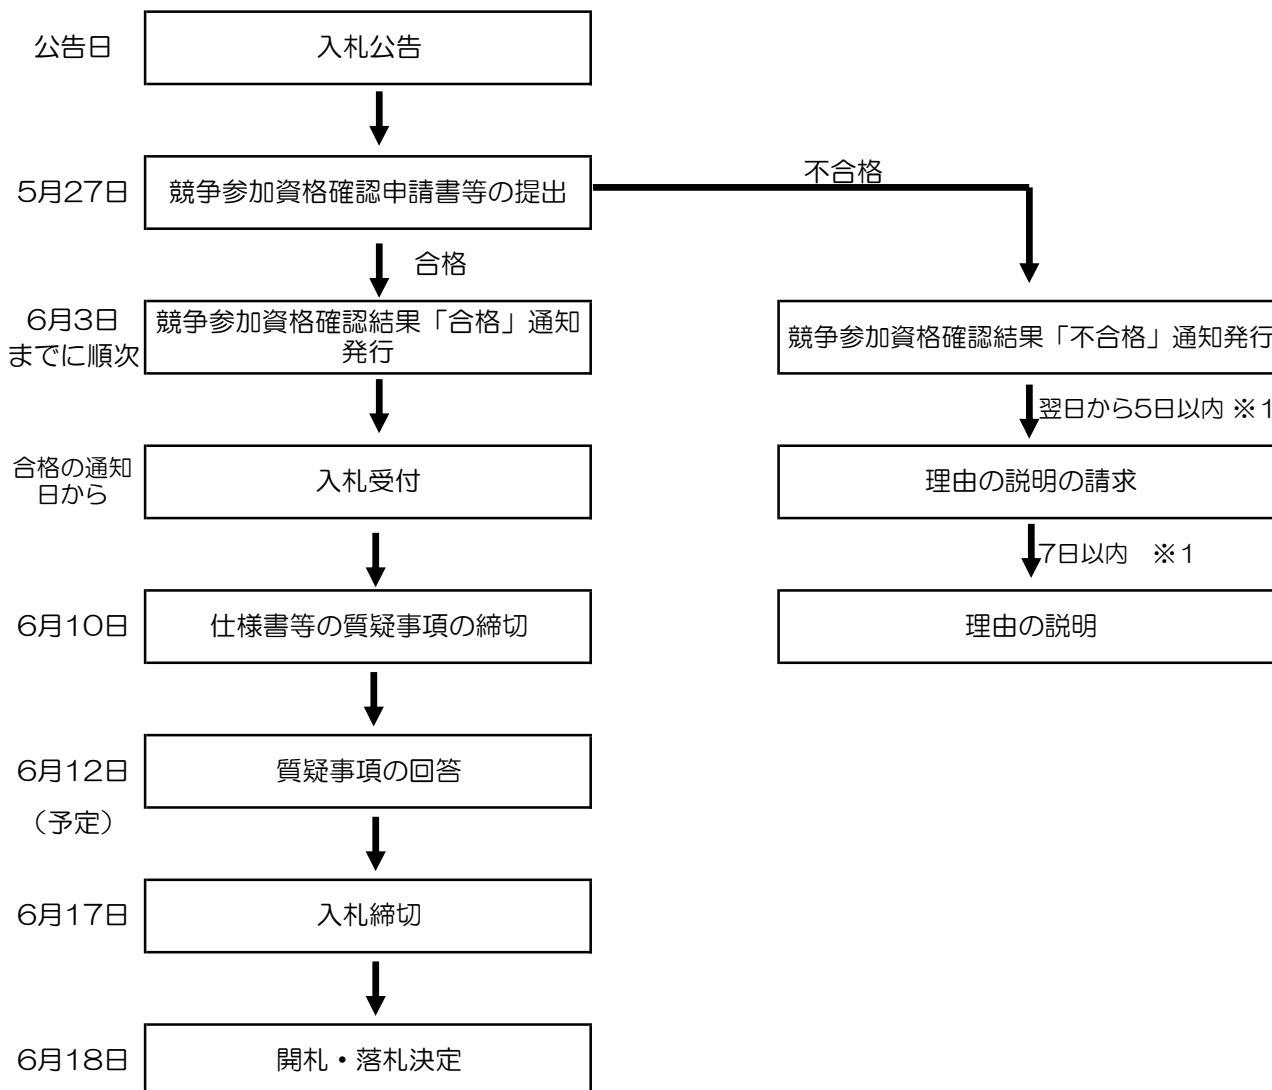 公告日
入札公告
5月27日
競争参加資格確認申請書等の提出
不合格
合格
6月3日
までに順次
競争参加資格確認結果「合格」通知
発行
競争参加資格確認結果「不合格」通知発行
翌日から5日以内 ※1
合格の通知
日から
入札受付
理由の説明の請求
7日以内　※1
6月10日
仕様書等の質疑事項の締切
理由の説明
6月12日
（予定）
質疑事項の回答
6月17日
入札締切
6月18日
開札・落札決定